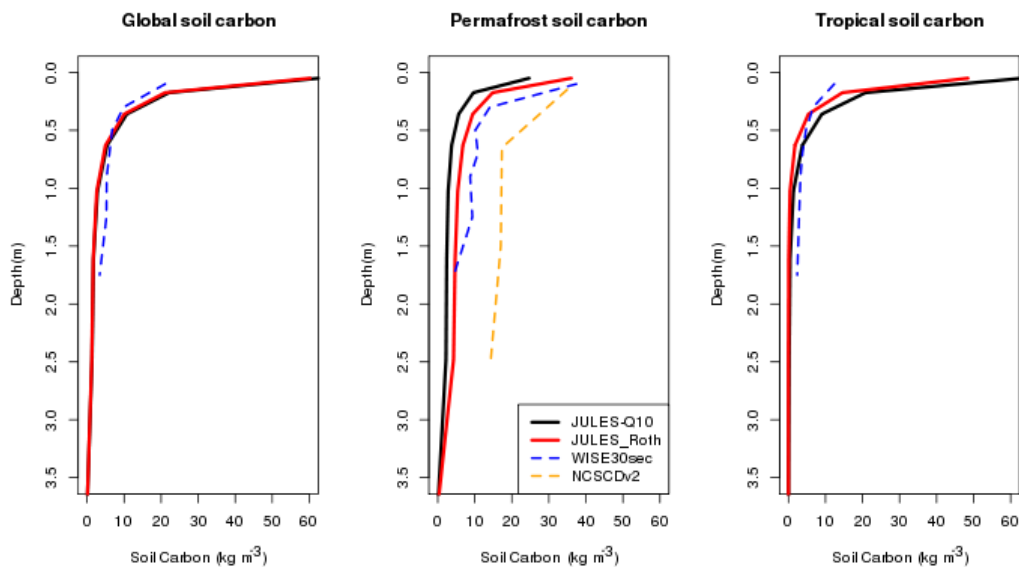 Global soil carbon
Permafrost soil carbon
Tropical soil carbon
Depth(m)
0.0
0.5
1.0
1.5
2.0
2.5
3.0
3.5
0 10 20 30 40 50 60
Soil Carbon (kg m-3)
Depth(m)
0.0
0.5
1.0
1.5
2.0
2.5
3.0
3.5
JULES-Q10
JULES_Roth
WISE30sec
NCSCDv2
0 10 20 30 40 50 60
Soil Carbon (kg m-3)
Depth(m)
0.0
0.5
1.0
1.5
2.0
2.5
3.0
3.5
0 10 20 30 40 50 60
Soil Carbon (kg m-3)